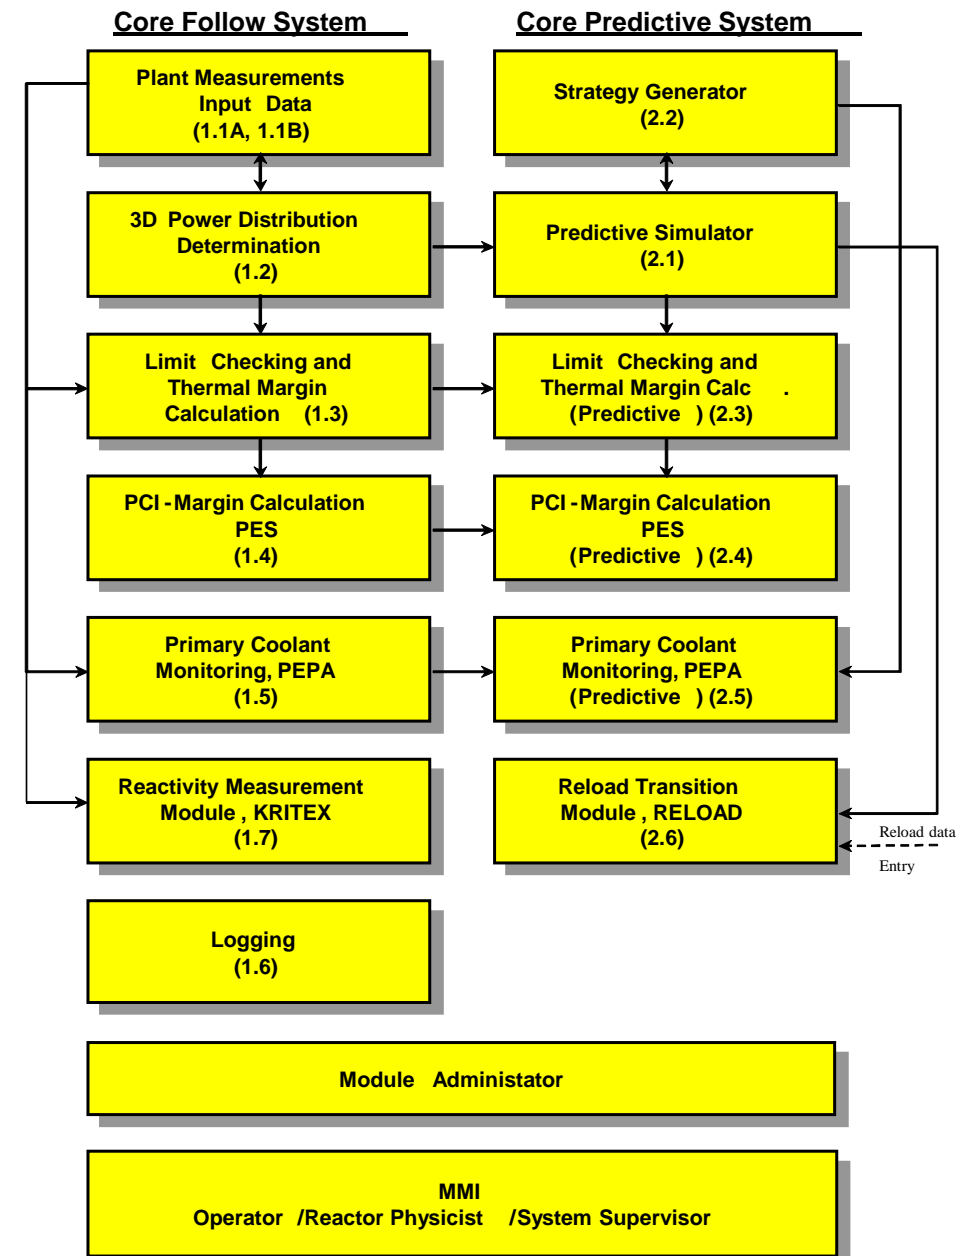 Core Follow System
Core Predictive System
Plant Measurements
Input Data
(1.1A, 1.1B)
Strategy Generator
(2.2)
3D Power Distribution
Determination
(1.2)
Predictive Simulator
(2.1)
Limit Checking and
Thermal Margin
Calculation (1.3)
Limit Checking and
Thermal Margin Calc .
(Predictive ) (2.3)
PCI -Margin Calculation
PES
(1.4)
PCI -Margin Calculation
PES
(Predictive ) (2.4)
Primary Coolant
Monitoring, PEPA
(1.5)
Primary Coolant
Monitoring, PEPA
(Predictive ) (2.5)
Reactivity Measurement
Module , KRITEX
(1.7)
Reload Transition
Module , RELOAD
(2.6)
Reload data
Entry
Logging
(1.6)
Module Administator
MMI
Operator /Reactor Physicist /System Supervisor